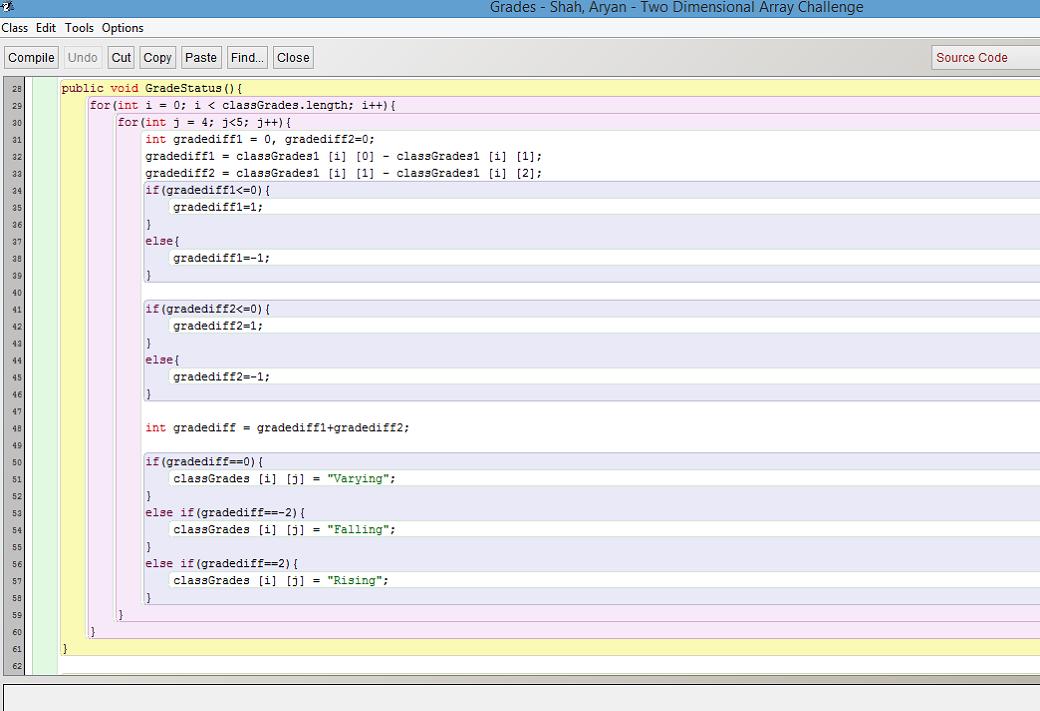 Grades - Shah, Aryan - Two Dimensional Array Challenge
Class Edit Tools Options
Compile Undo Cut Copy Paste Find... Close Source Code
28 public void GradeStatus(){
29 for(int i = 0; i < classGrades.length; i++){
30 for(int j = 4; j<5; j++){
31 int gradediff1 = 0, gradediff2=0;
32 gradediff1 = classGrades1 [i] [0] - classGrades1 [i] [1];
33 gradediff2 = classGrades1 [i] [1] - classGrades1 [i] [2];
34 if(gradediff1<=0){
35 gradediff1=1;
36 }
37 else{
38 gradediff1=-1;
39 }
40
41 if(gradediff2<=0){
42 gradediff2=1;
43 }
44 else{
45 gradediff2=-1;
46 }
47
48 int gradediff = gradediff1+gradediff2;
49
50 if(gradediff==0){
51 classGrades [i] [j] = "Varying";
52 }
53 else if(gradediff==-2){
54 classGrades [i] [j] = "Falling";
55 }
56 else if(gradediff==2){
57 classGrades [i] [j] = "Rising";
58 }
59 }
60 }
61 }
62